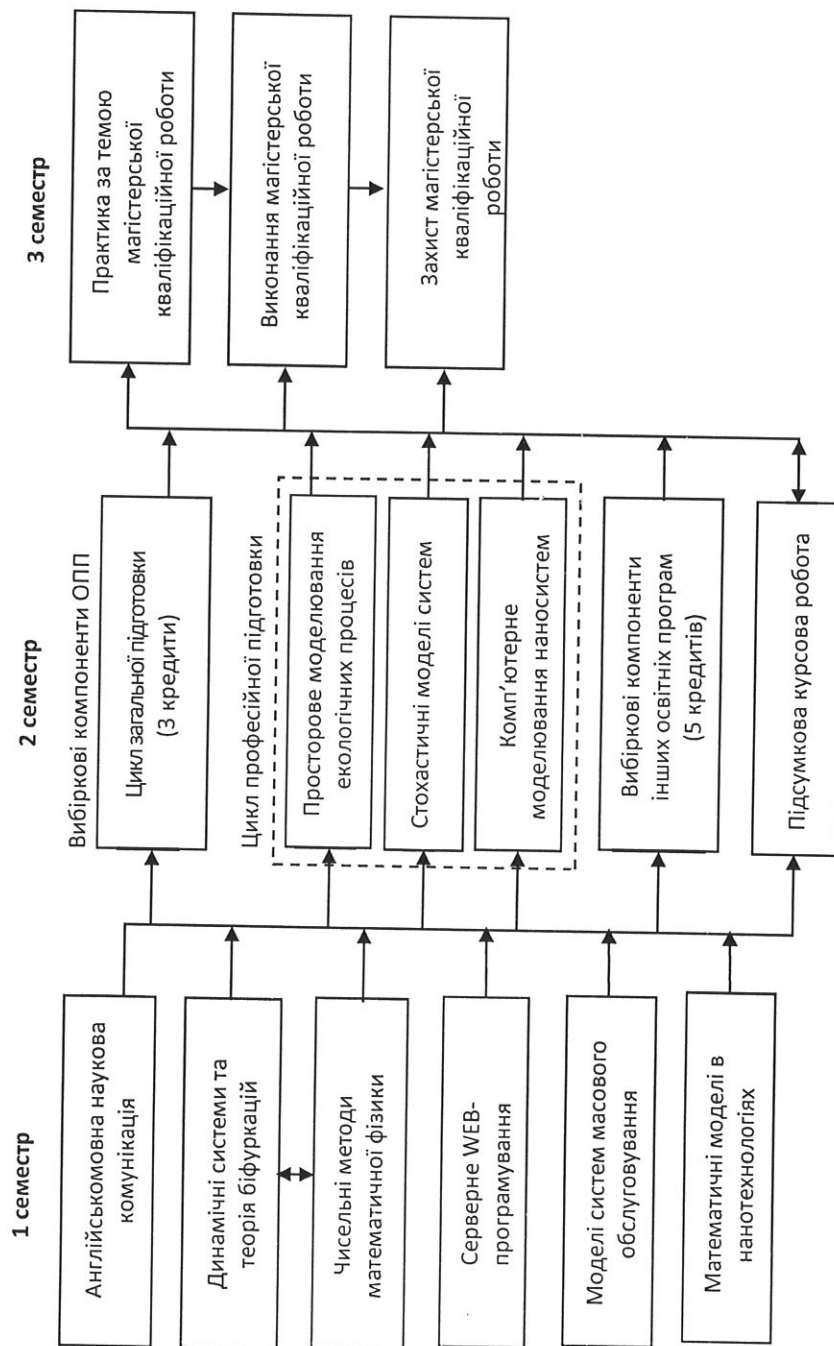 1 семестр
Англійськомовна наукова
комунікація
Динамічні системи та
теорія біфуркацій
Чисельні методи
математичної фізики
Серверне WEB-
програмування
Моделі систем масового
обслуговування
Математичні моделі в
нанотехнологіях
2 семестр
Вибіркові компоненти ОПП
Цикл загальної підготовки
(3 кредити)
Цикл професійної підготовки
Просторове моделювання
екологічних процесів
Стохастичні моделі систем
Комп’ютерне
моделювання наносистем
Вибіркові компоненти
інших освітніх програм
(5 кредитів)
Підсумкова курсова робота
3 семестр
Практика за темою
магістерської
кваліфікаційної роботи
Виконання магістерської
кваліфікаційної роботи
Захист магістерської
кваліфікаційної
роботи